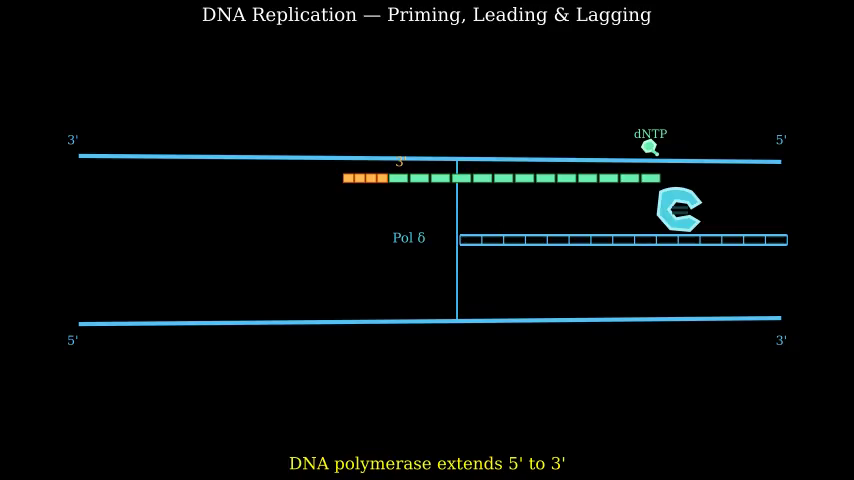 DNA Replication — Priming, Leading & Lagging
dNTP
3'
5'
3'
Pol δ
5'
3'
DNA polymerase extends 5' to 3'